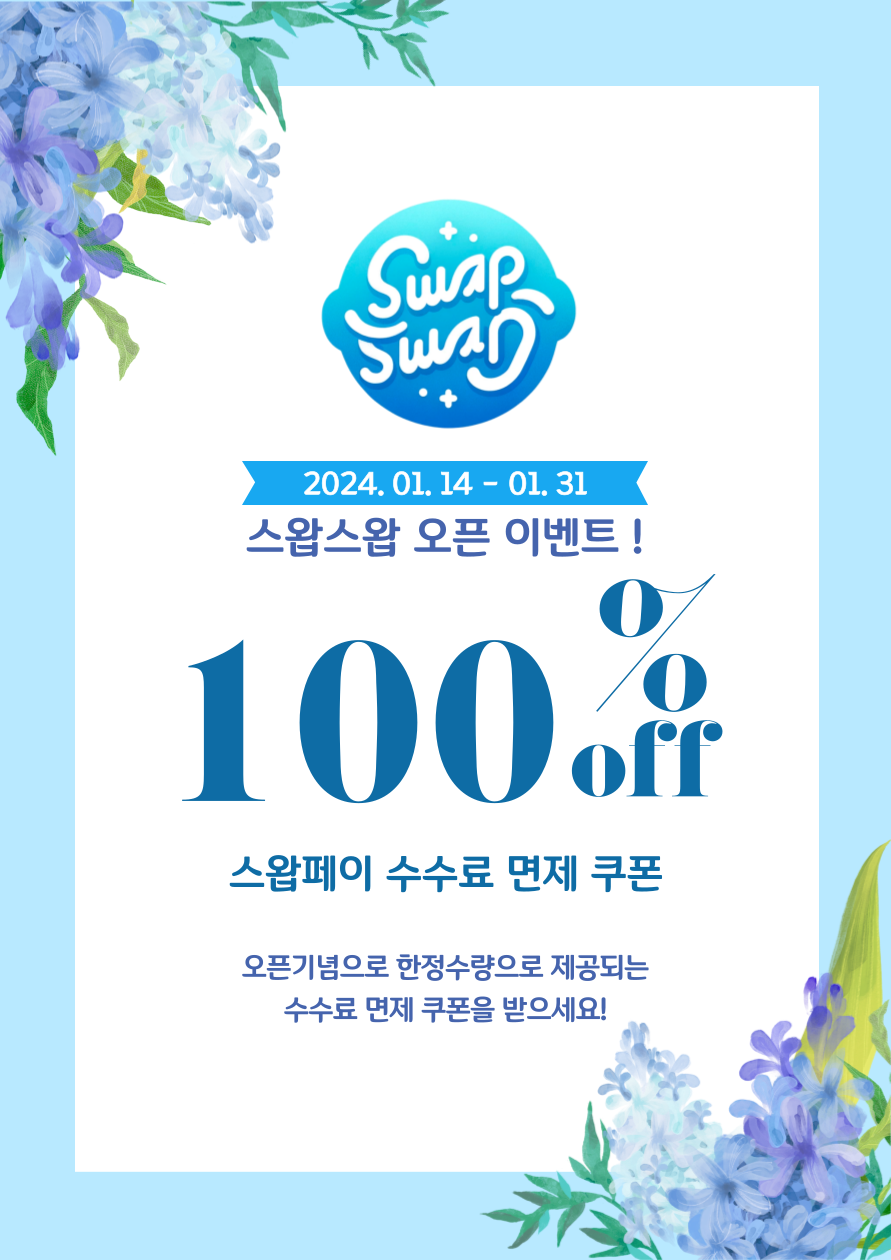 Swap
Swap
2024. 01. 14 - 01. 31
스왑스왑 오픈 이벤트 !
100%
off
스왑페이 수수료 면제 쿠폰
오픈기념으로 한정수량으로 제공되는
수수료 면제 쿠폰을 받으세요!